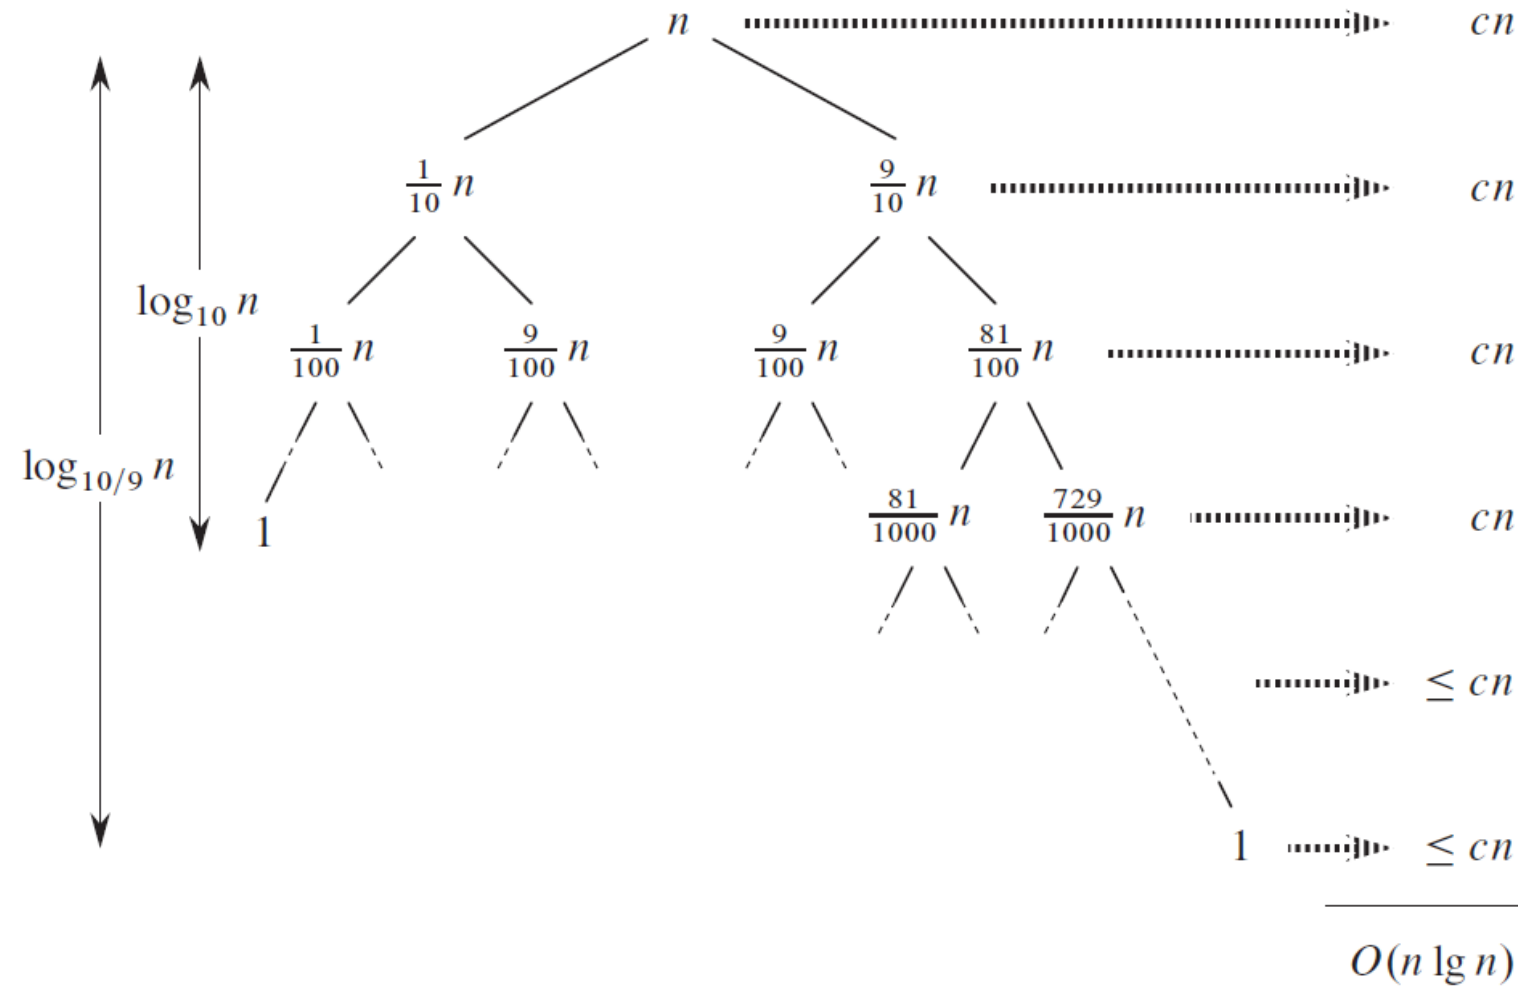 n cn
1/10 n 9/10 n cn
log₁₀ n
1/100 n 9/100 n 9/100 n 81/100 n cn
log₁₀/₉ n
1 81/1000 n 729/1000 n cn
≤ cn
1 ≤ cn
O(n lg n)